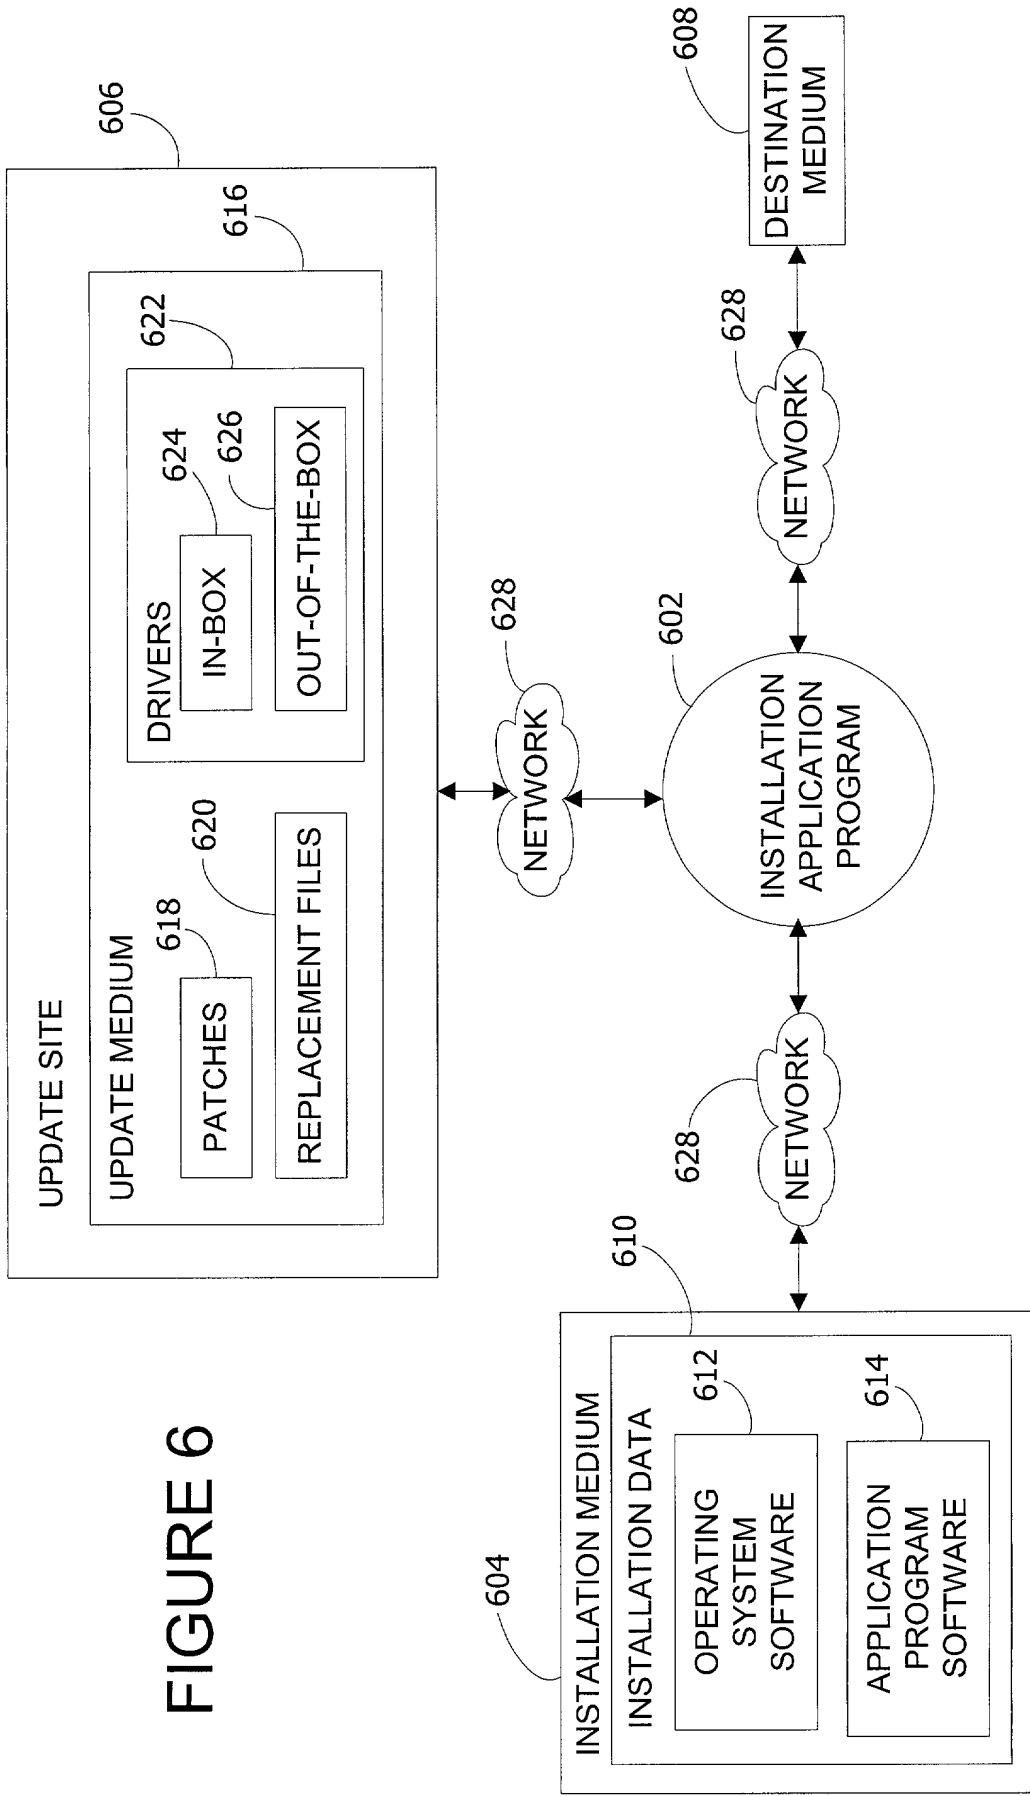 FIGURE 6
UPDATE SITE
606
UPDATE MEDIUM
616
PATCHES
618
REPLACEMENT FILES
620
DRIVERS
622
IN-BOX
624
OUT-OF-THE-BOX
626
NETWORK
628
604
INSTALLATION MEDIUM
INSTALLATION DATA
610
OPERATING
SYSTEM
SOFTWARE
612
APPLICATION
PROGRAM
SOFTWARE
614
628
NETWORK
INSTALLATION
APPLICATION
PROGRAM
602
NETWORK
628
DESTINATION
MEDIUM
608